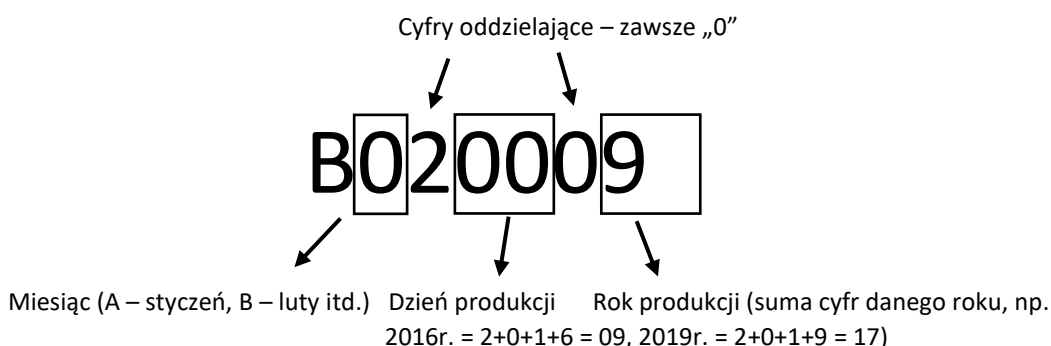 Cyfry oddzielające – zawsze „0”
B020009
Miesiąc (A – styczeń, B – luty itd.) Dzień produkcji Rok produkcji (suma cyfr danego roku, np.
2016r. = 2+0+1+6 = 09, 2019r. = 2+0+1+9 = 17)